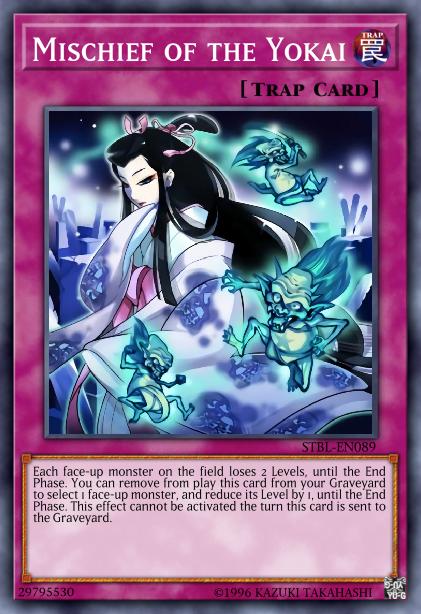 MISCHIEF OF THE YOKAI
TRAP
罠
[TRAP CARD]
STBL-EN089
Each face-up monster on the field loses 2 Levels, until the End
Phase. You can remove from play this card from your Graveyard
to select 1 face-up monster, and reduce its Level by 1, until the End
Phase. This effect cannot be activated the turn this card is sent to
the Graveyard.
29795530
©1996 KAZUKI TAKAHASHI